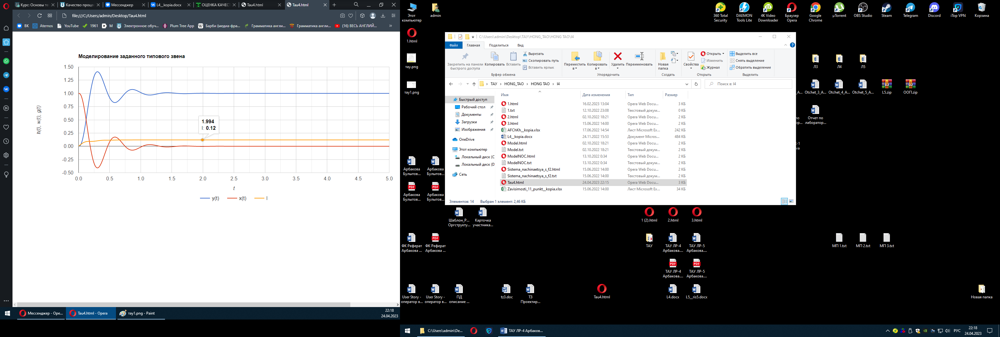 Курс: Основы те
Качество проце
Мессенджер
L4__kopia.docx
ОЦЕНКА КАЧЕСТ
Tau4.html
Tau4.html
file:///C:/Users/admin/Desktop/Tau4.html
ВК
Aternos
YouTube
1961
М
Электронное обуч...
Plum Tree App
Барби (медиа-фра...
Грамматика англи...
Грамматика англи...
(16) ВЕСЬ АНГЛИЙ...
Моделирование заданного типового звена
1.50
1.25
1.00
0.75
0.50
0.25
0.00
-0.25
-0.50
h(t), w(t), g(t)
1.994
I: 0.12
0.0 0.5 1.0 1.5 2.0 2.5 3.0 3.5 4.0 4.5 5.0
t
y(t) x(t) I
Мессенджер - Ope...
Tau4.html - Opera
тау1.png - Paint
22:18
24.04.2023
Этот компьютер
admin
1.html
тау.png
тау1.png
360 Total Security
DAEMON Tools Lite
4K Video Downloader
Браузер Opera
Google Chrome
µTorrent
OBS Studio
Steam
Telegram
Discord
iTop VPN
Корзина
C:\Users\admin\Desktop\ТАУ\HONG_TAO\HONG TAO\l4
Файл
Главная
Поделиться
Вид
Закрепить на панели быстрого доступа
Копировать
Вставить
Вырезать
Скопировать путь
Вставить ярлык
Буфер обмена
Переместить в
Копировать в
Удалить
Переименовать
Упорядочить
Новая папка
Создать
Свойства
Открыть
Изменить
Журнал
Открыть
Выделить все
Снять выделение
Обратить выделение
Выделить
ТАУ
HONG_TAO
HONG TAO
l4
Поиск в: l4
Быстрый доступ
Рабочий стол
Документы
Загрузки
Изображения
OneDrive
Этот компьютер
Локальный диск (C
Локальный диск (D
Сеть
Имя Дата изменения Тип Размер
1.html 16.02.2023 13:04 Opera Web Docu... 3 КБ
1.txt 12.10.2022 23:08 Текстовый докум... 0 КБ
2.html 02.10.2022 18:21 Opera Web Docu... 2 КБ
3.html 15.06.2022 14:00 Opera Web Docu... 2 КБ
AFChKh__kopia.xlsx 17.06.2022 14:54 Лист Microsoft Ex... 242 КБ
L4__kopia.docx 24.11.2022 15:53 Документ Micros... 484 КБ
Model.html 02.10.2022 18:21 Opera Web Docu... 2 КБ
Model.txt 02.10.2022 18:21 Текстовый докум... 2 КБ
ModelNOC.html 13.10.2022 0:34 Opera Web Docu... 2 КБ
ModelNOC.txt 13.10.2022 0:34 Текстовый докум... 2 КБ
Sistema_nachinaetsya_s_f2.html 15.06.2022 14:00 Opera Web Docu... 2 КБ
Sistema_nachinaetsya_s_f2.txt 15.06.2022 14:00 Текстовый докум... 2 КБ
Tau4.html 24.04.2023 22:15 Opera Web Docu... 3 КБ
Zavisimosti_11_punkt__kopia.xlsx 15.06.2022 14:00 Лист Microsoft Ex... 34 КБ
Элементов: 14
Выбран 1 элемент: 2,46 КБ
Л3
Л4
Л5
_A...
Otchet_3_A...
Otchet_4_A...
Otchet_5_A...
L5.zip
ООП.zip
Отчет по лаборатор...
Арбакова Булытов...
Арбакова Булытов...
Арбакова Булытов...
Арбакова Булытов...
Шаблон_Р... Оргструкту...
Карточка участника...
1 (2).html
2.html
3.html
ФК Реферат Арбакова ...
ФК Реферат Арбакова ...
ТАУ
ТАУ ЛР-4 Арбакова....
ТАУ ЛР-5 Арбакова....
МП 1.txt
МП 2.txt
МП 3.txt
ТАУ ЛР-4 Арбакова....
ТАУ ЛР-5 Арбакова....
User Story - оператор в...
User Story - оператор в...
ПД описание ...
tz3.doc
ТЗ Проектир...
Tau4.html
L4.docx
L5__ris5.docx
Новая папка
C:\Users\admin\De...
ТАУ ЛР-4 Арбаков...
РУС
22:18
24.04.2023